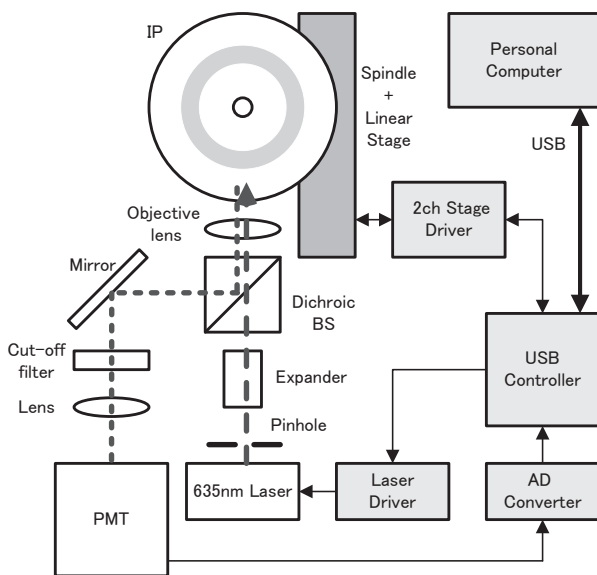 IP
Spindle
+
Linear
Stage
Personal
Computer
USB
Objective
lens
2ch Stage
Driver
Mirror
Dichroic
BS
Cut-off
filter
Expander
USB
Controller
Lens
Pinhole
635nm Laser
Laser
Driver
AD
Converter
PMT